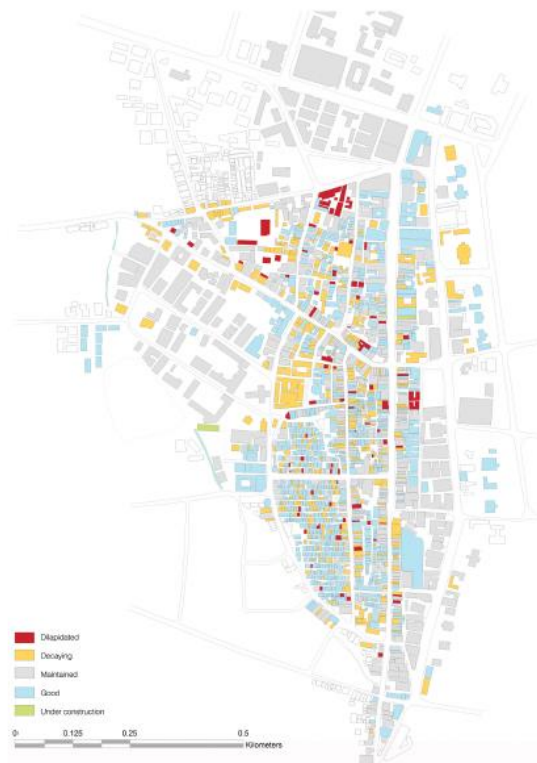 Dilapidated
Decaying
Maintained
Good
Under construction
0 0.125 0.25 0.5
Kilometers